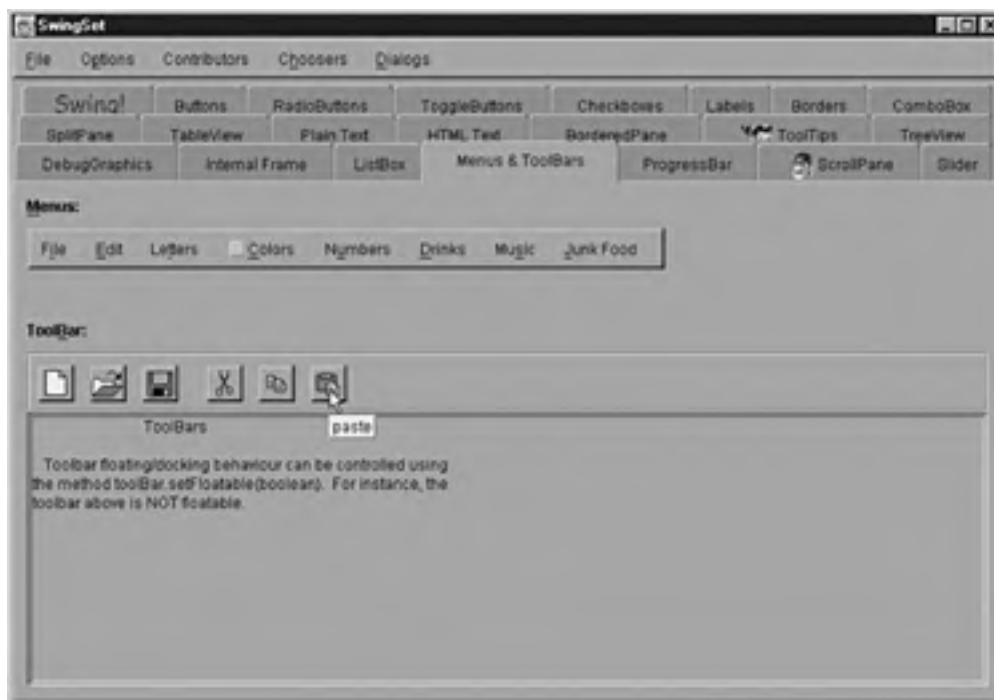 SwingSet
File Options Contributors Choosers Dialogs
Swing! Buttons RadioButtons ToggleButtons Checkboxes Labels Borders ComboBox
SplitPane TableView Plain Text HTML Text BorderedPane ToolTips TreeView
DebugGraphics Internal Frame ListBox Menus & ToolBars ProgressBar ScrollPane Slider
Menus:
File Edit Letters Colors Numbers Drinks Music Junk Food
ToolBar:
paste
ToolBars
Toolbar floating/docking behaviour can be controlled using
the method toolBar.setFloatable(boolean). For instance, the
toolbar above is NOT floatable.